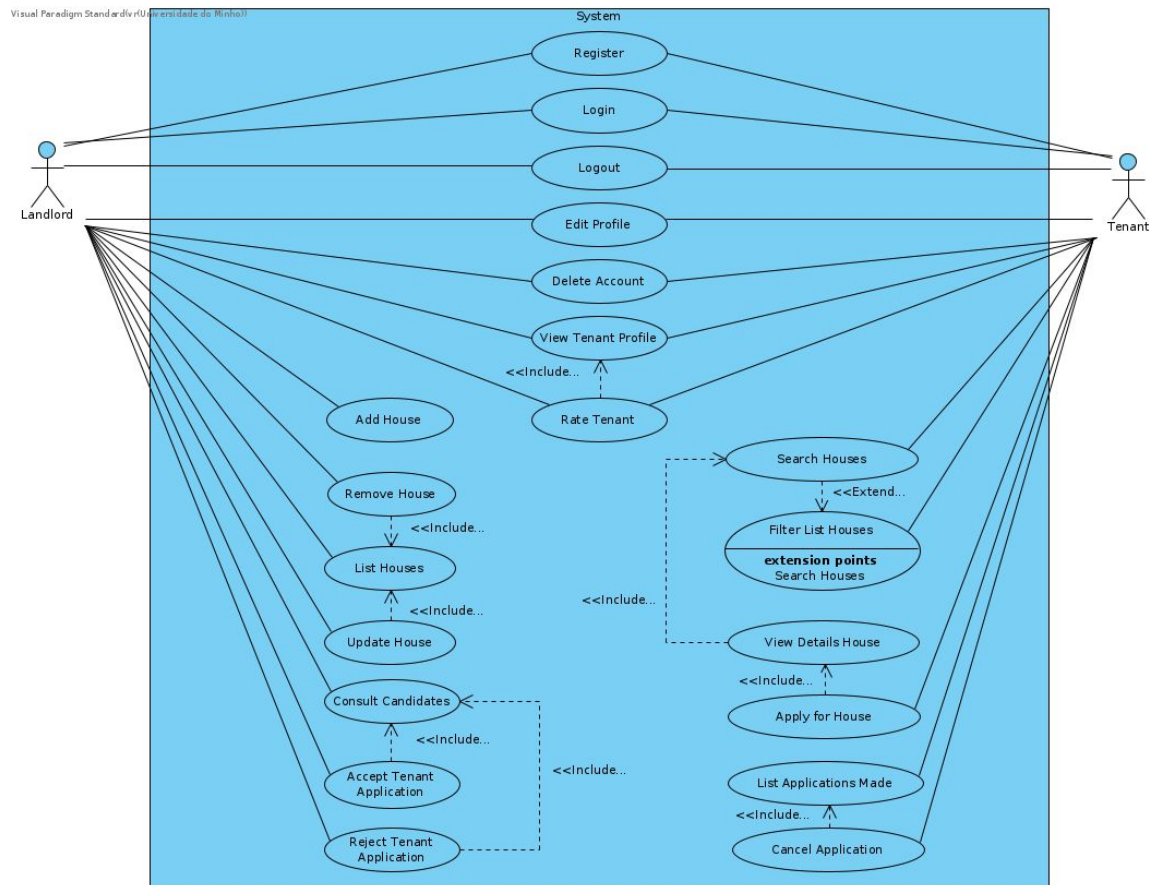 Visual Paradigm Standard(vr(Universidade do Minho))
System
Register
Login
Logout
Landlord
Tenant
Edit Profile
Delete Account
View Tenant Profile
<<Include...
Add House
Rate Tenant
Search Houses
Remove House
<<Extend...
<<Include...
Filter List Houses
extension points
Search Houses
List Houses
<<Include...
<<Include...
Update House
View Details House
<<Include...
Consult Candidates
Apply for House
<<Include...
<<Include...
Accept Tenant
Application
List Applications Made
<<Include...
Reject Tenant
Application
Cancel Application